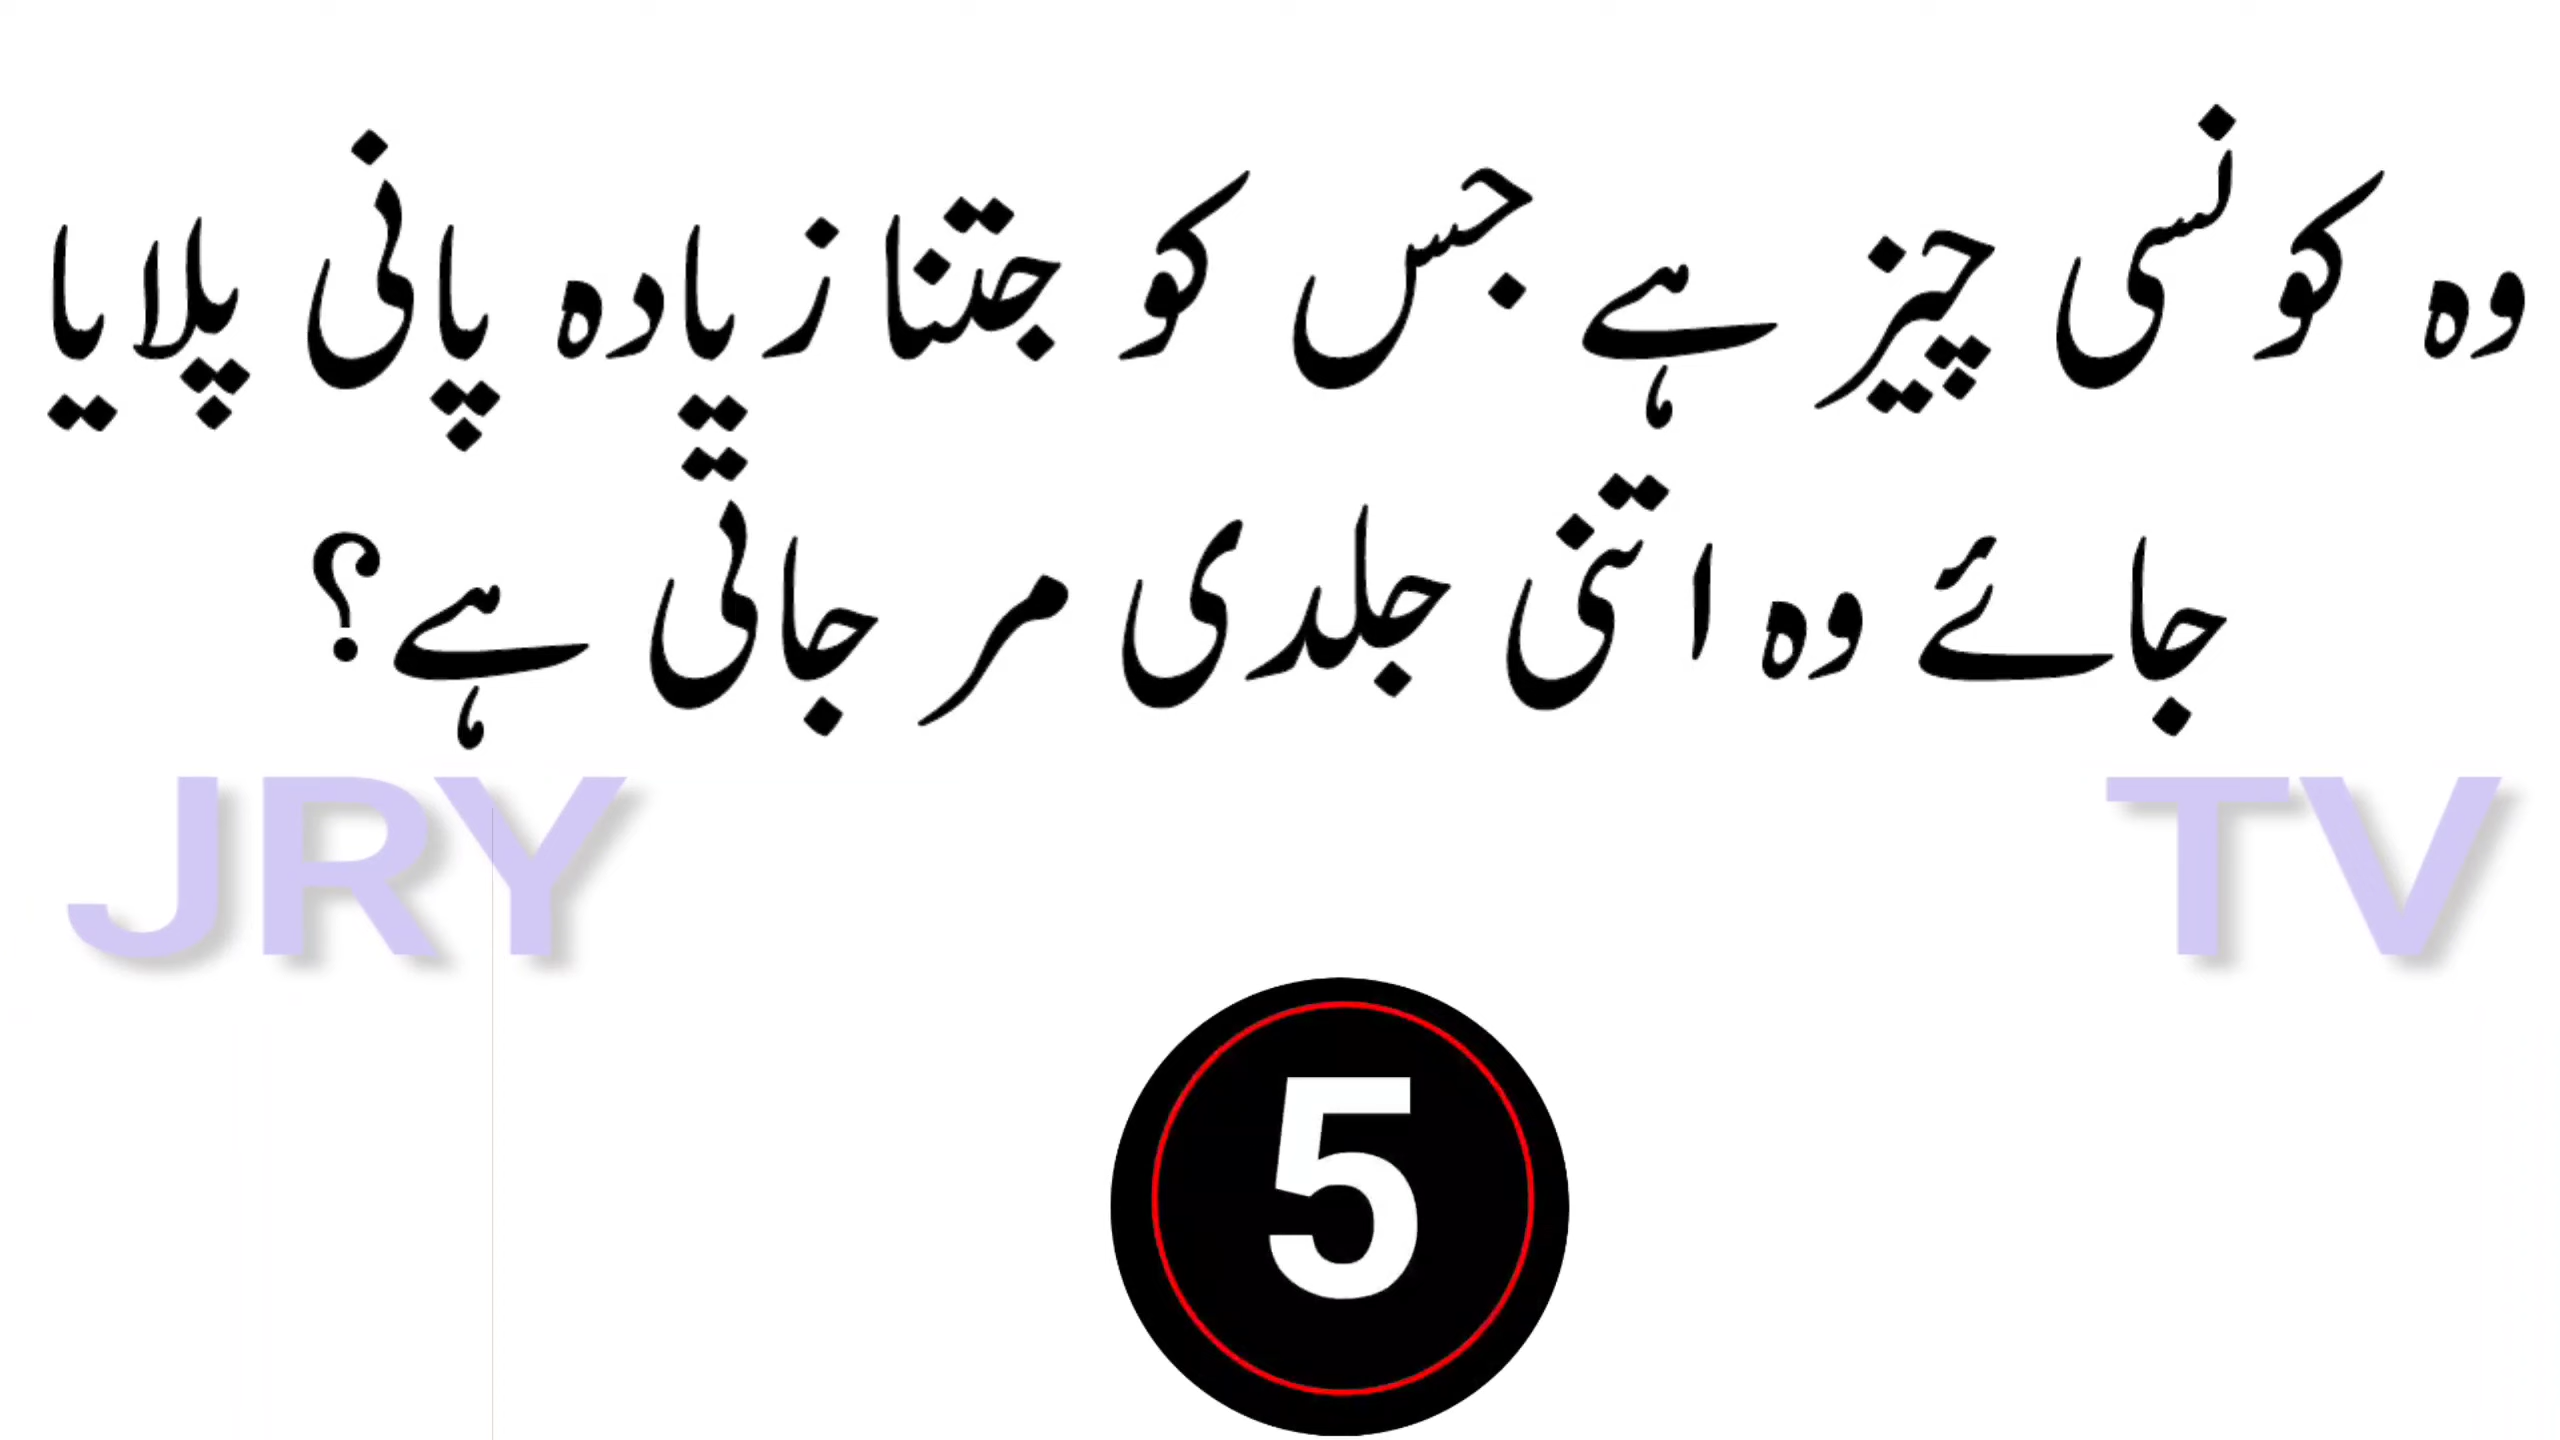 وہ کونسی چیز ہے جس کو جتنا زیادہ پانی پلایا
جائے وہ اتنی جلدی مر جاتی ہے؟
JRY TV
5